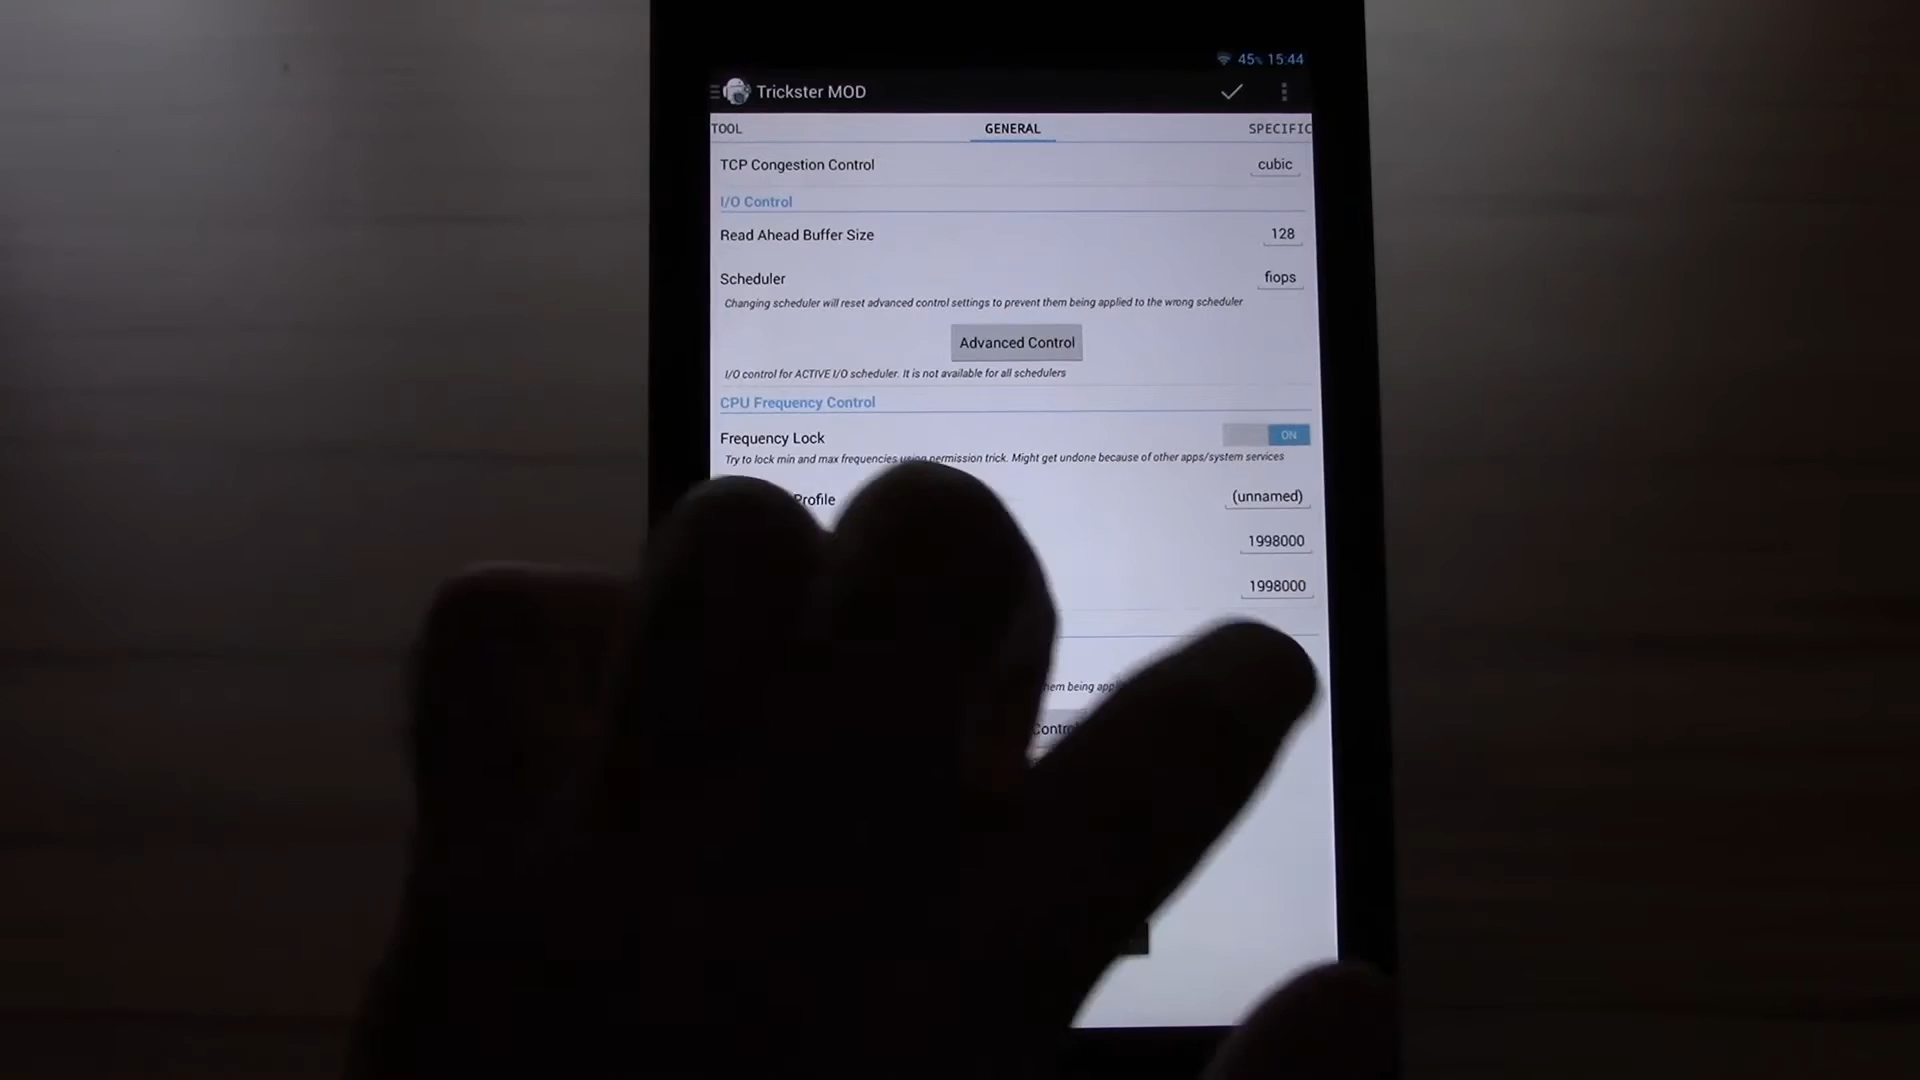 45% 15:44
Trickster MOD
TOOL GENERAL SPECIFIC
TCP Congestion Control cubic
I/O Control
Read Ahead Buffer Size 128
Scheduler fiops
Changing scheduler will reset advanced control settings to prevent them being applied to the wrong scheduler
Advanced Control
I/O control for ACTIVE I/O scheduler. It is not available for all schedulers
CPU Frequency Control
Frequency Lock ON
Try to lock min and max frequencies using permission trick. Might get undone because of other apps/system services
Profile (unnamed)
1998000
1998000
being
Control